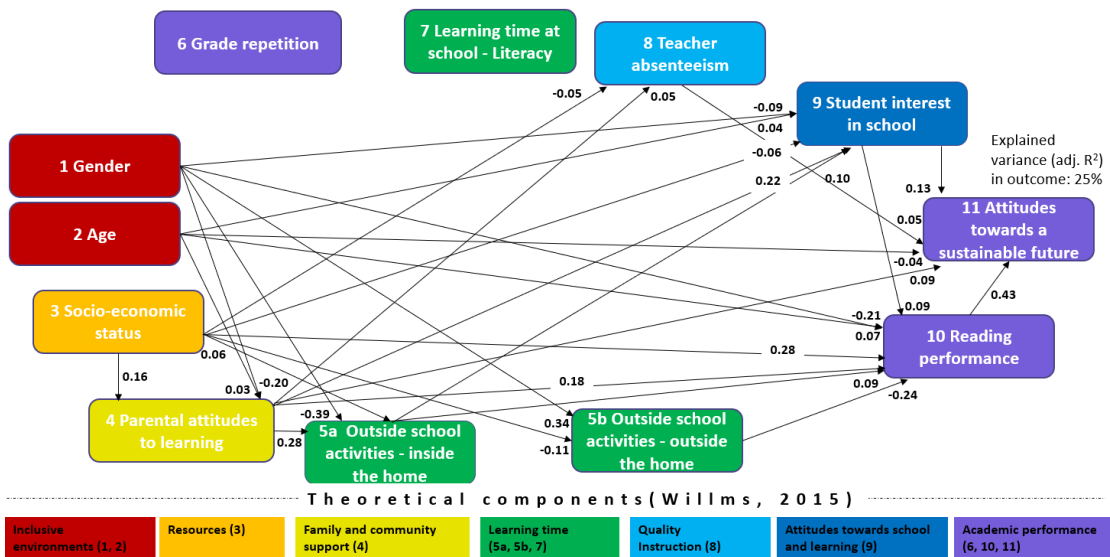 6 Grade repetition
7 Learning time at
school - Literacy
8 Teacher
absenteeism
-0.05
0.05
9 Student interest
in school
-0.09
0.04
-0.06
0.22
0.10
Explained
variance (adj. R²)
in outcome: 25%
1 Gender
2 Age
0.13
11 Attitudes
towards a
sustainable future
0.05
-0.04
0.09
0.43
3 Socio-economic
status
0.06
0.16
0.03
-0.20
-0.21
0.07
0.09
10 Reading
performance
0.28
0.18
0.09
-0.24
4 Parental attitudes
to learning
0.28
-0.39
5a Outside school
activities - inside
the home
0.34
-0.11
5b Outside school
activities - outside
the home
Theoretical components(Willms, 2015)
Inclusive
environments (1, 2)
Resources (3)
Family and community
support (4)
Learning time
(5a, 5b, 7)
Quality
Instruction (8)
Attitudes towards school
and learning (9)
Academic performance
(6, 10, 11)